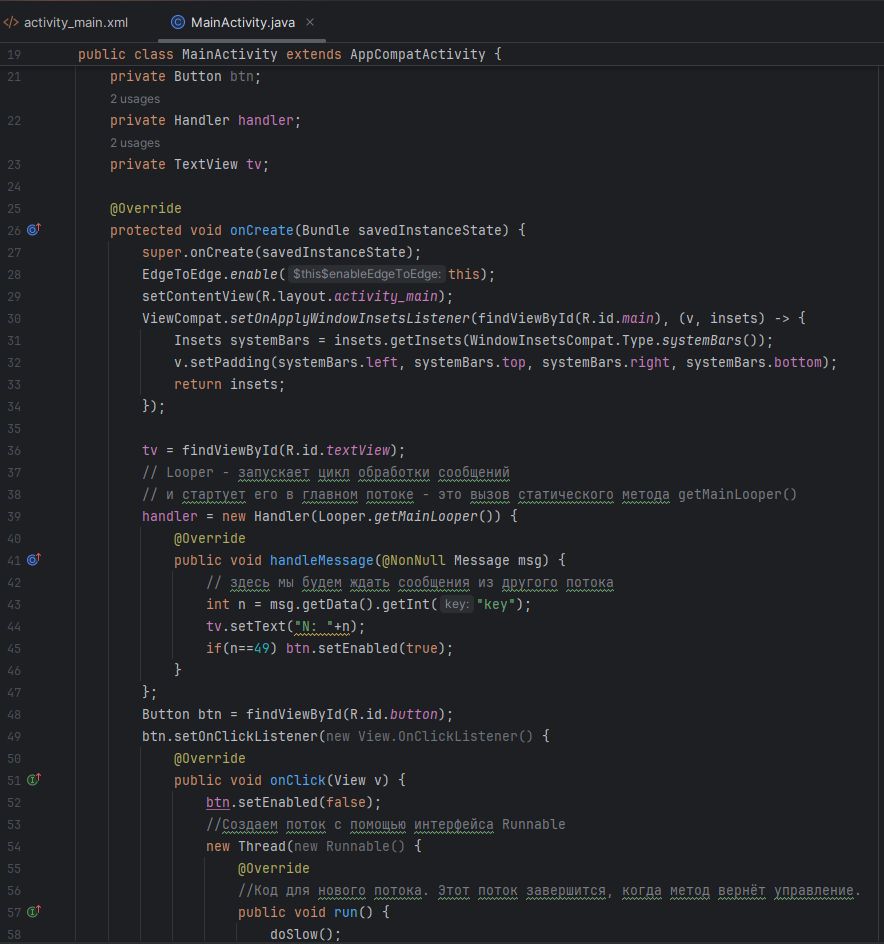 activity_main.xml MainActivity.java
19 public class MainActivity extends AppCompatActivity {
21 private Button btn;
2 usages
22 private Handler handler;
2 usages
23 private TextView tv;
24
25 @Override
26 protected void onCreate(Bundle savedInstanceState) {
27 super.onCreate(savedInstanceState);
28 EdgeToEdge.enable( $this$enableEdgeToEdge: this);
29 setContentView(R.layout.activity_main);
30 ViewCompat.setOnApplyWindowInsetsListener(findViewById(R.id.main), (v, insets) -> {
31 Insets systemBars = insets.getInsets(WindowInsetsCompat.Type.systemBars());
32 v.setPadding(systemBars.left, systemBars.top, systemBars.right, systemBars.bottom);
33 return insets;
34 });
35
36 tv = findViewById(R.id.textView);
37 // Looper - запускает цикл обработки сообщений
38 // и стартует его в главном потоке - это вызов статического метода getMainLooper()
39 handler = new Handler(Looper.getMainLooper()) {
40 @Override
41 public void handleMessage(@NonNull Message msg) {
42 // здесь мы будем ждать сообщения из другого потока
43 int n = msg.getData().getInt( key: "key");
44 tv.setText("N: "+n);
45 if(n==49) btn.setEnabled(true);
46 }
47 };
48 Button btn = findViewById(R.id.button);
49 btn.setOnClickListener(new View.OnClickListener() {
50 @Override
51 public void onClick(View v) {
52 btn.setEnabled(false);
53 //Создаем поток с помощью интерфейса Runnable
54 new Thread(new Runnable() {
55 @Override
56 //Код для нового потока. Этот поток завершится, когда метод вернёт управление.
57 public void run() {
58 doSlow();